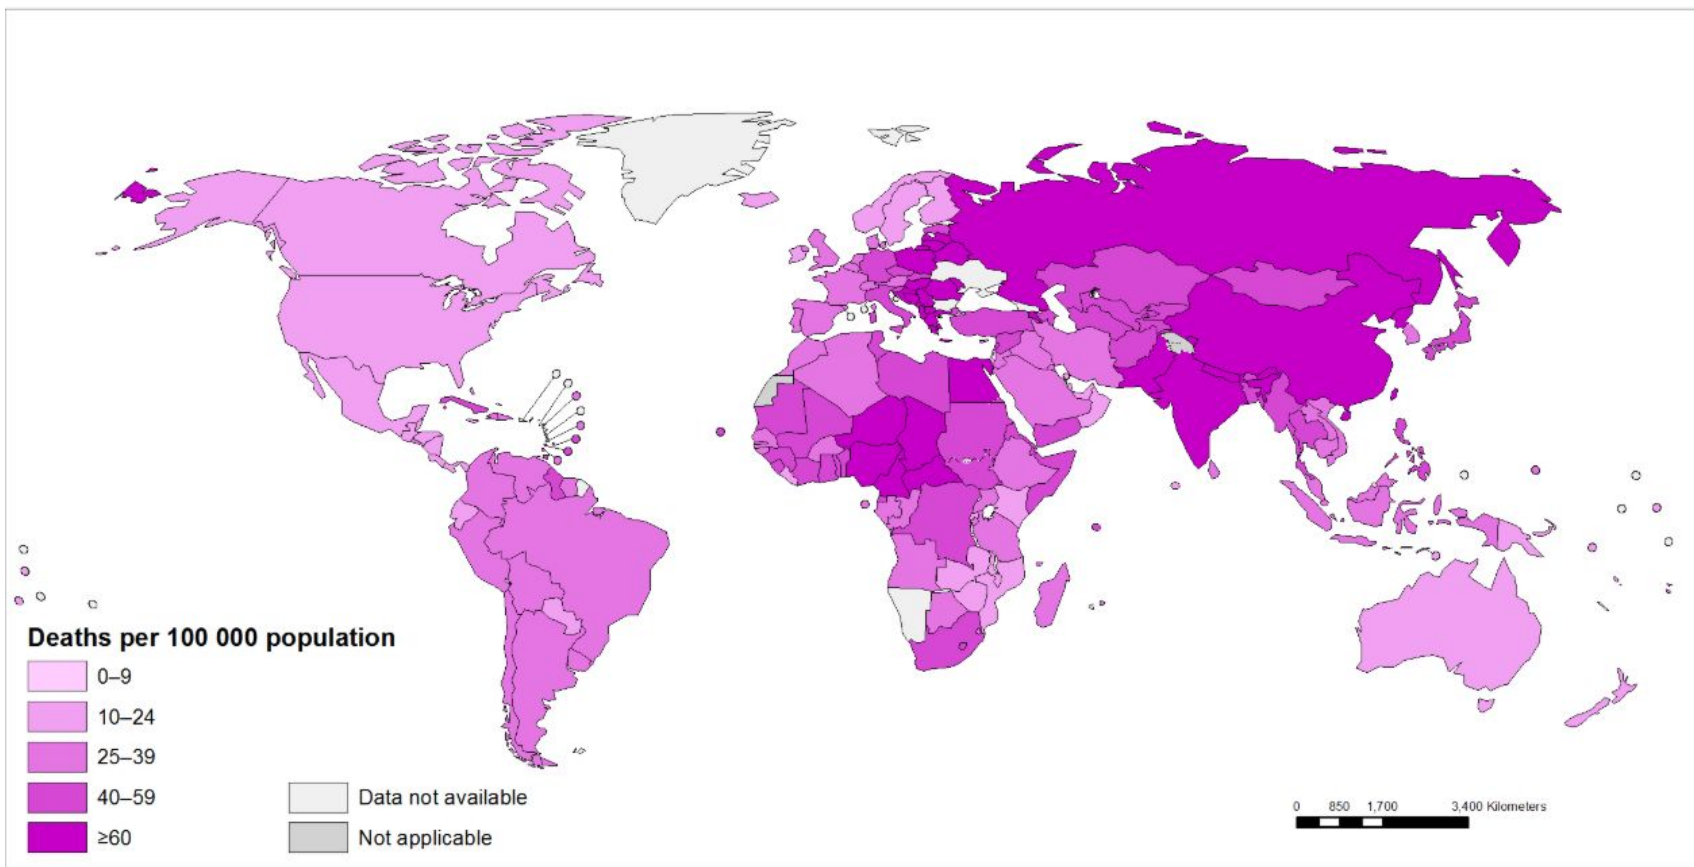 Deaths per 100 000 population
0–9
10–24
25–39
40–59
≥60
Data not available
Not applicable
0 850 1,700 3,400 Kilometers